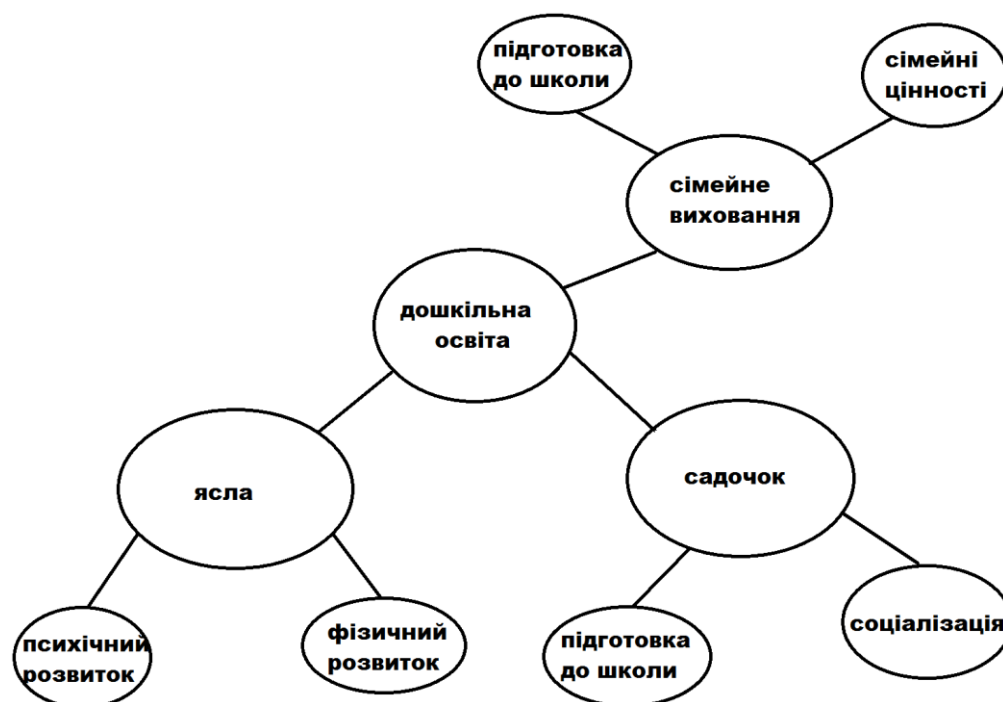 підготовка
до школи
сімейні
цінності
сімейне
виховання
дошкільна
освіта
ясла
садочок
психічний
розвиток
фізичний
розвиток
підготовка
до школи
соціалізація